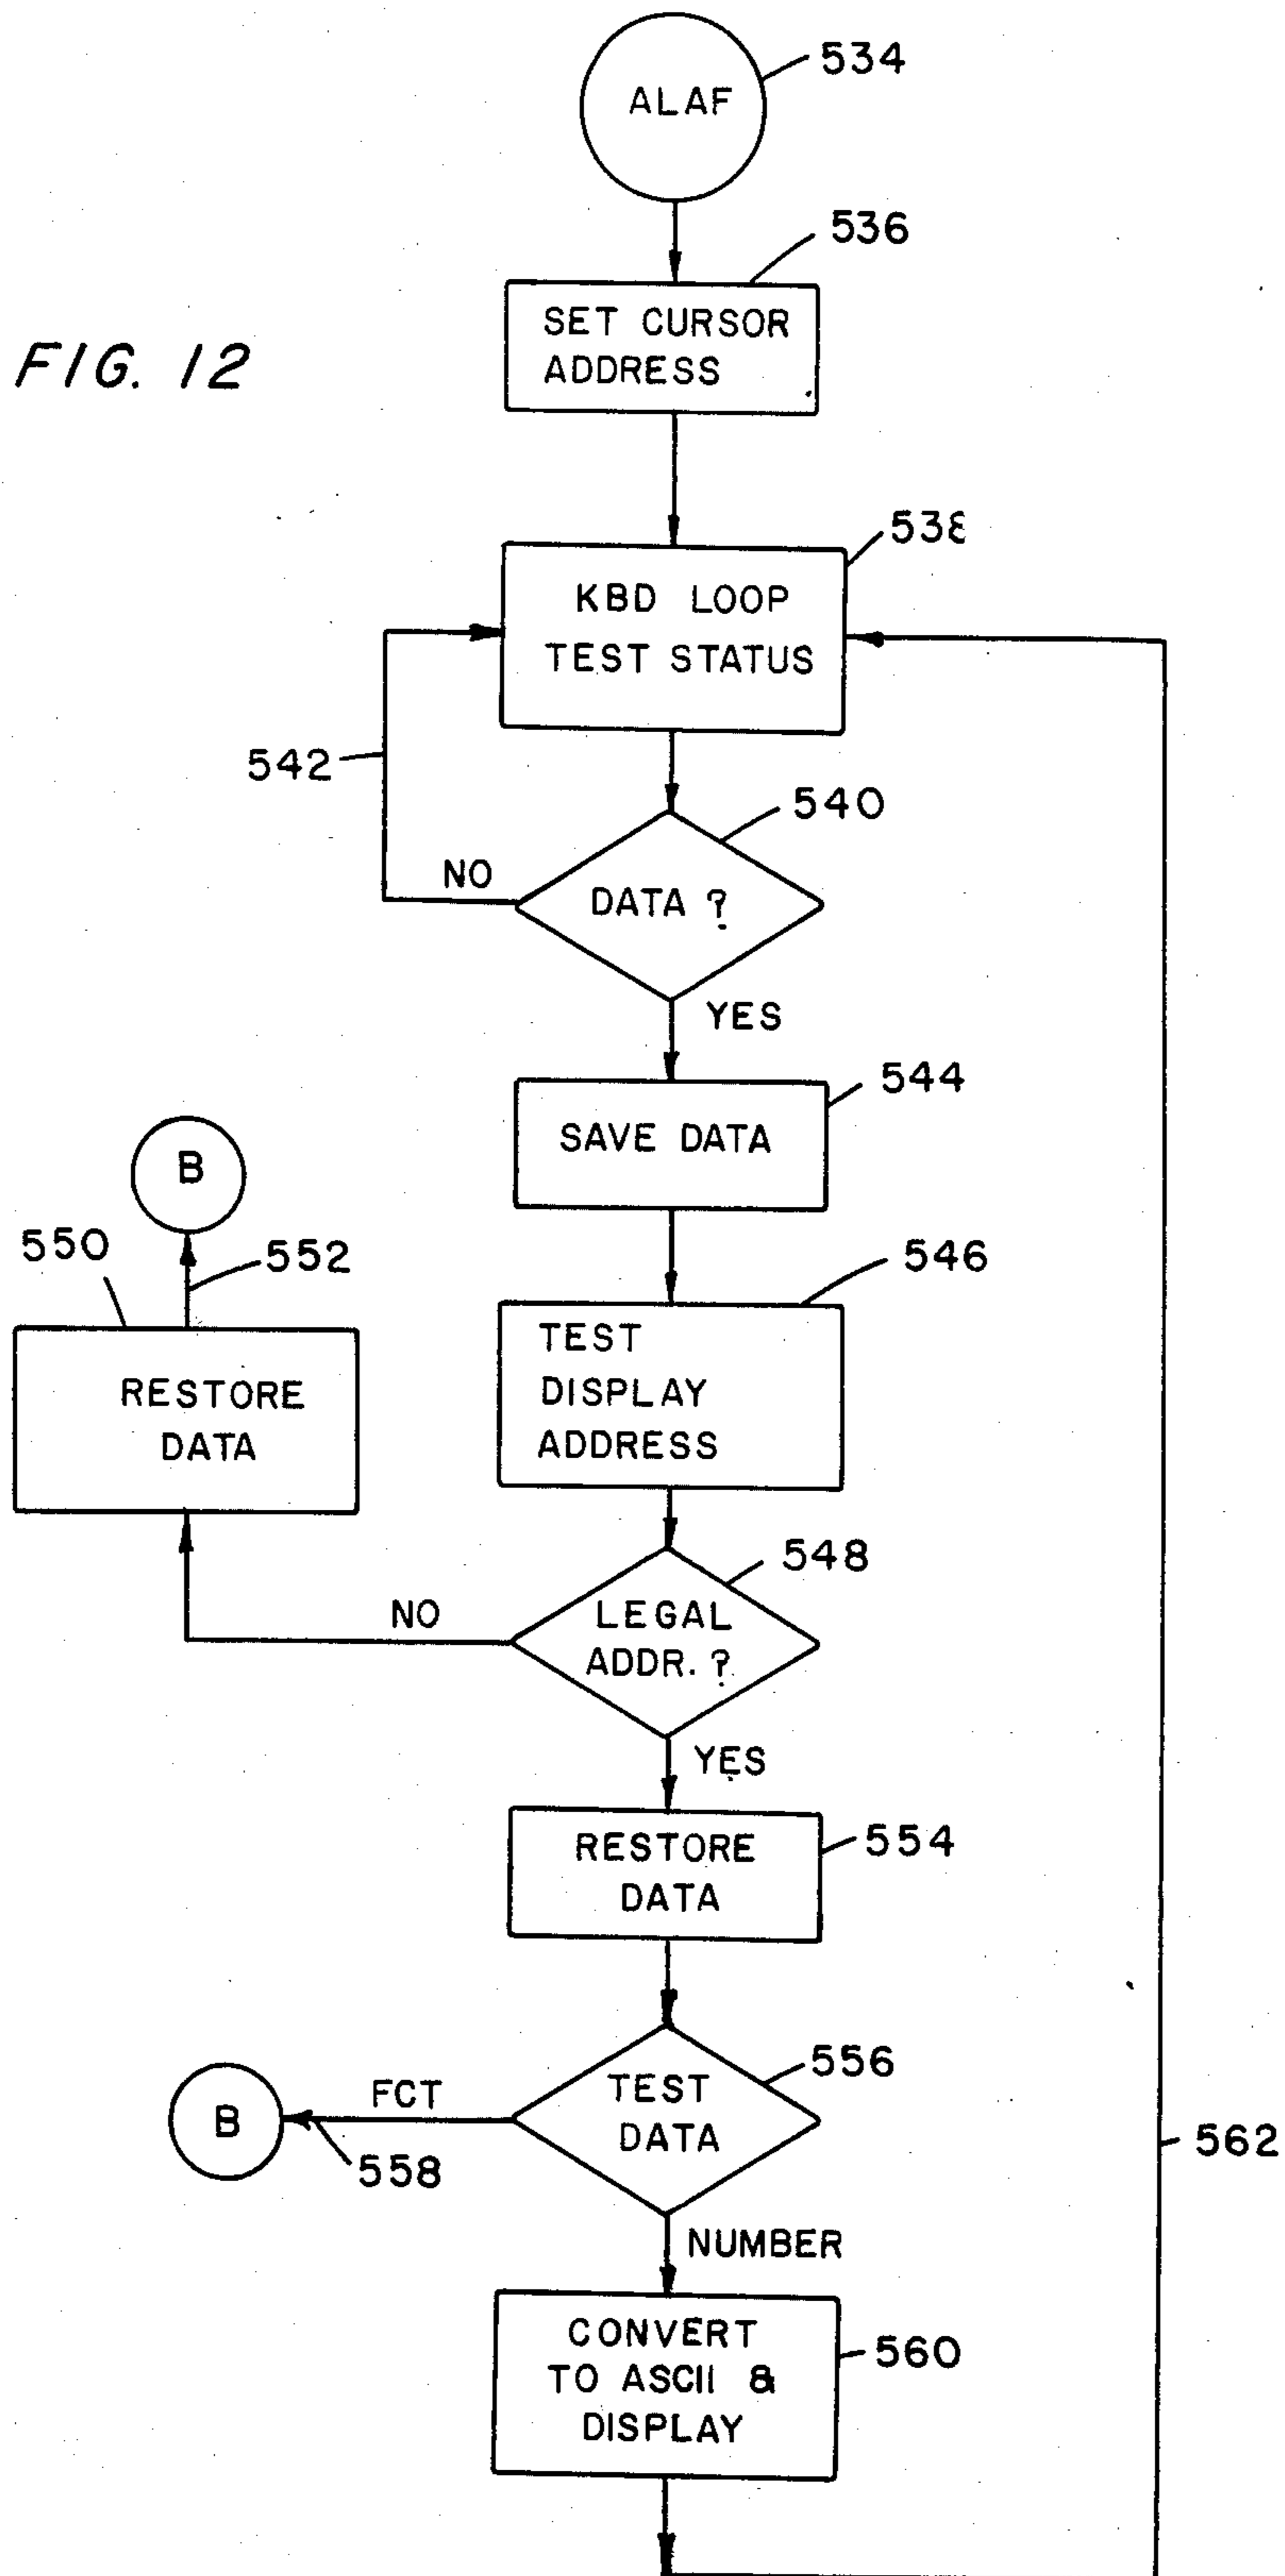 ALAF
534
536
SET CURSOR
ADDRESS
FIG. 12
538
KBD LOOP
TEST STATUS
542
540
NO
DATA ?
YES
544
SAVE DATA
B
550
552
546
TEST
DISPLAY
ADDRESS
RESTORE
DATA
548
NO
LEGAL
ADDR. ?
YES
RESTORE
DATA
554
556
FCT
TEST
DATA
B
558
562
NUMBER
CONVERT
TO ASCII &
DISPLAY
560